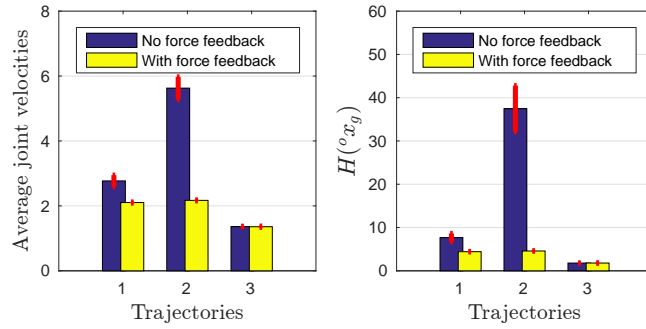 No force feedback
With force feedback
Average joint velocities
8
6
4
2
0
1 2 3
Trajectories
No force feedback
With force feedback
H(ᵒx_g)
60
50
40
30
20
10
0
1 2 3
Trajectories